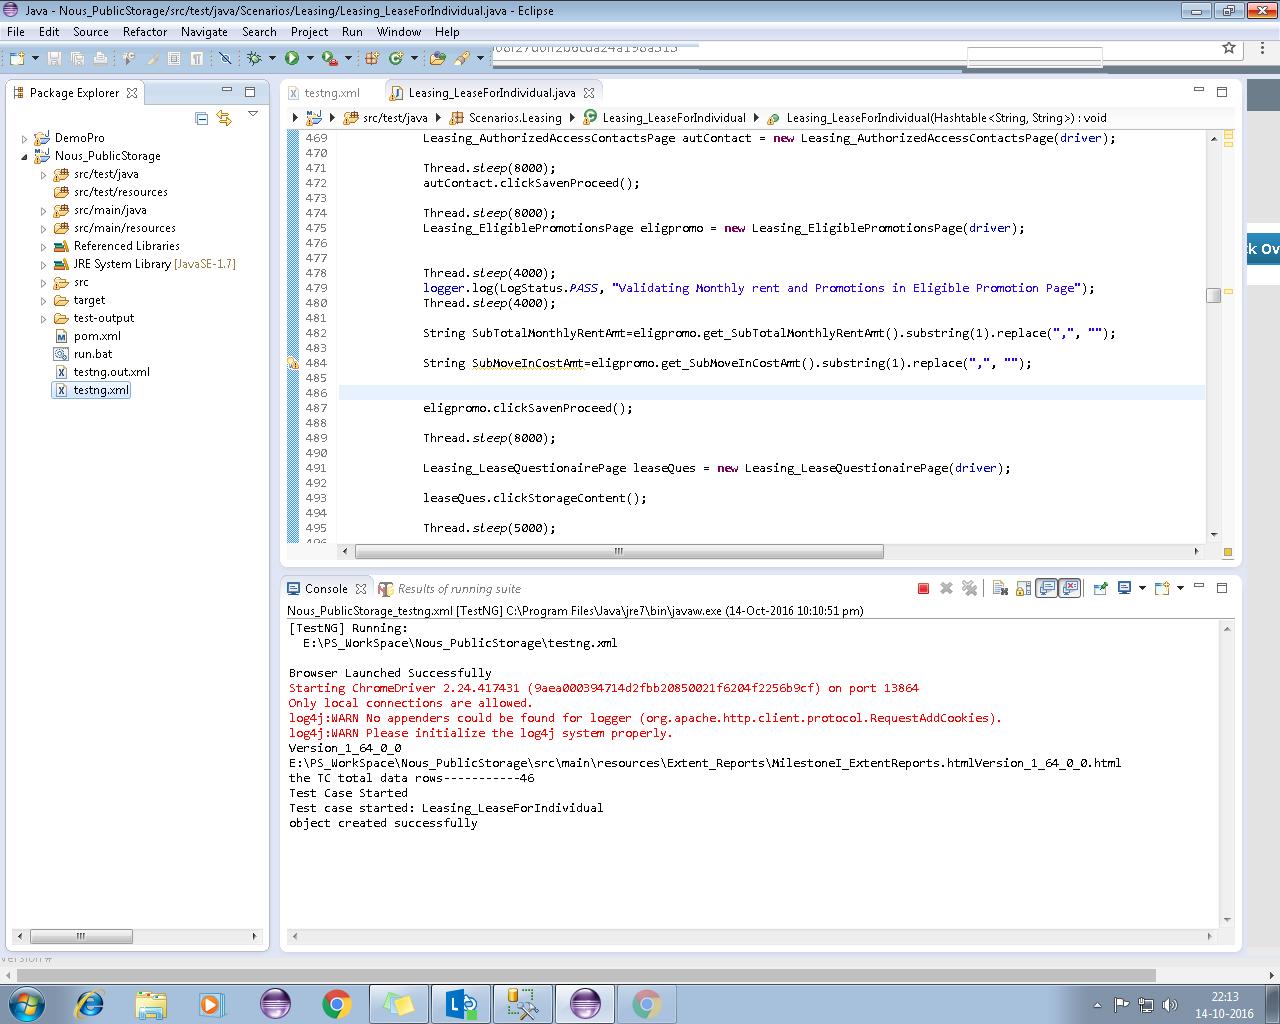 Java - Nous_PublicStorage/src/test/java/Scenarios/Leasing/Leasing_LeaseForIndividual.java - Eclipse
File Edit Source Refactor Navigate Search Project Run Window Help
Package Explorer
DemoPro
Nous_PublicStorage
src/test/java
src/test/resources
src/main/java
src/main/resources
Referenced Libraries
JRE System Library [JavaSE-1.7]
src
target
test-output
pom.xml
run.bat
testng.out.xml
testng.xml
testng.xml Leasing_LeaseForIndividual.java
src/test/java Scenarios.Leasing Leasing_LeaseForIndividual Leasing_LeaseForIndividual(Hashtable<String, String>) : void
469 Leasing_AuthorizedAccessContactsPage autContact = new Leasing_AuthorizedAccessContactsPage(driver);
470
471 Thread.sleep(8000);
472 autContact.clickSavenProceed();
473
474 Thread.sleep(8000);
475 Leasing_EligiblePromotionsPage eligpromo = new Leasing_EligiblePromotionsPage(driver);
476
477
478 Thread.sleep(4000);
479 logger.log(LogStatus.PASS, "Validating Monthly rent and Promotions in Eligible Promotion Page");
480 Thread.sleep(4000);
481
482 String SubTotalMonthlyRentAmt=eligpromo.get_SubTotalMonthlyRentAmt().substring(1).replace(",", "");
483
484 String SubMoveInCostAmt=eligpromo.get_SubMoveInCostAmt().substring(1).replace(",", "");
485
486
487 eligpromo.clickSavenProceed();
488
489 Thread.sleep(8000);
490
491 Leasing_LeaseQuestionairePage leaseQues = new Leasing_LeaseQuestionairePage(driver);
492
493 leaseQues.clickStorageContent();
494
495 Thread.sleep(5000);
k Ov
Console Results of running suite
Nous_PublicStorage_testng.xml [TestNG] C:\Program Files\Java\jre7\bin\javaw.exe (14-Oct-2016 10:10:51 pm)
[TestNG] Running:
E:\PS_WorkSpace\Nous_PublicStorage\testng.xml
Browser Launched Successfully
Starting ChromeDriver 2.24.417431 (9aea000394714d2fbb20850021f6204f2256b9cf) on port 13864
Only local connections are allowed.
log4j:WARN No appenders could be found for logger (org.apache.http.client.protocol.RequestAddCookies).
log4j:WARN Please initialize the log4j system properly.
Version_1_64_0_0
E:\PS_WorkSpace\Nous_PublicStorage\src\main\resources\Extent_Reports\MilestoneI_ExtentReports.htmlVersion_1_64_0_0.html
the TC total data rows-----------46
Test Case Started
Test case started: Leasing_LeaseForIndividual
object created successfully
22:13
14-10-2016